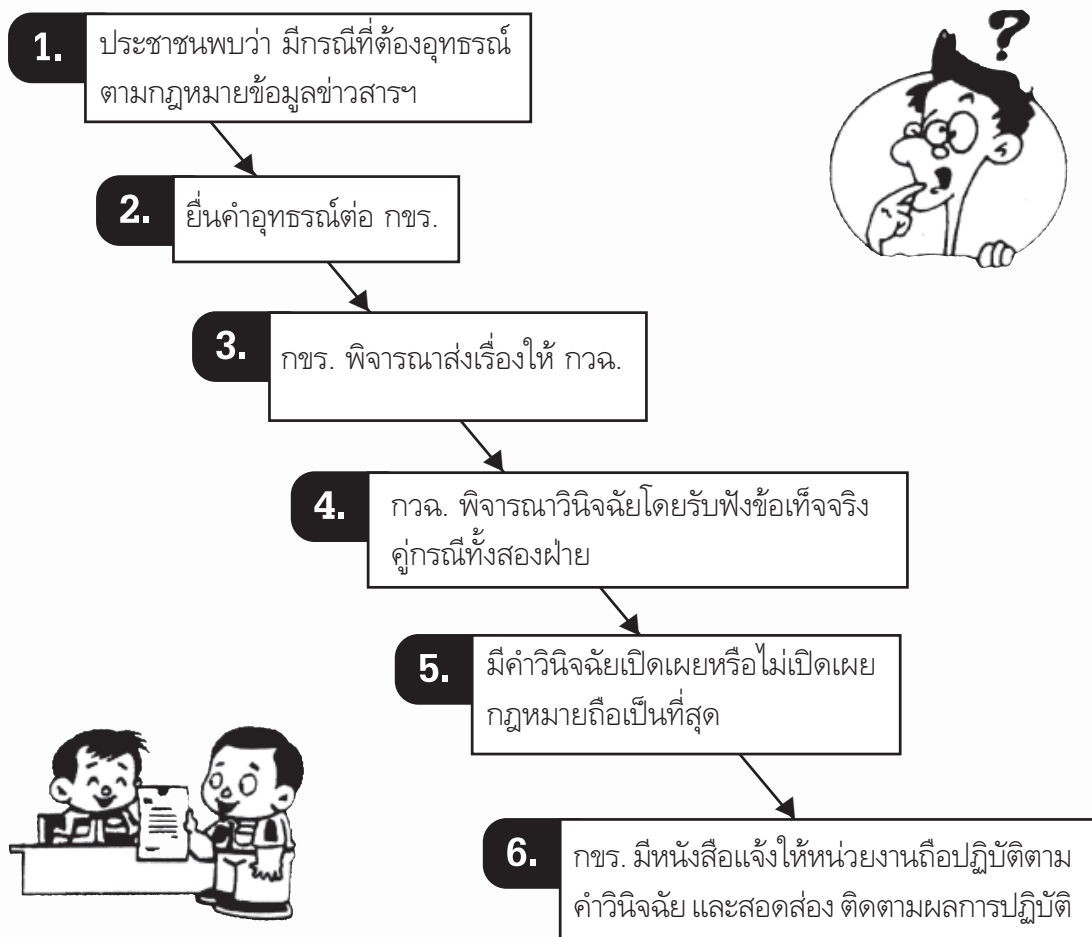 1.
ประชาชนพบว่า มีกรณีที่ต้องอุทธรณ์
ตามกฎหมายข้อมูลข่าวสารฯ
?
2.
ยื่นคำอุทธรณ์ต่อ กขร.
3.
กขร. พิจารณาส่งเรื่องให้ กวฉ.
4.
กวฉ. พิจารณาวินิจฉัยโดยรับฟังข้อเท็จจริง
คู่กรณีทั้งสองฝ่าย
5.
มีคำวินิจฉัยเปิดเผยหรือไม่เปิดเผย
กฎหมายถือเป็นที่สุด
6.
กขร. มีหนังสือแจ้งให้หน่วยงานถือปฏิบัติตาม
คำวินิจฉัย และสอดส่อง ติดตามผลการปฏิบัติ